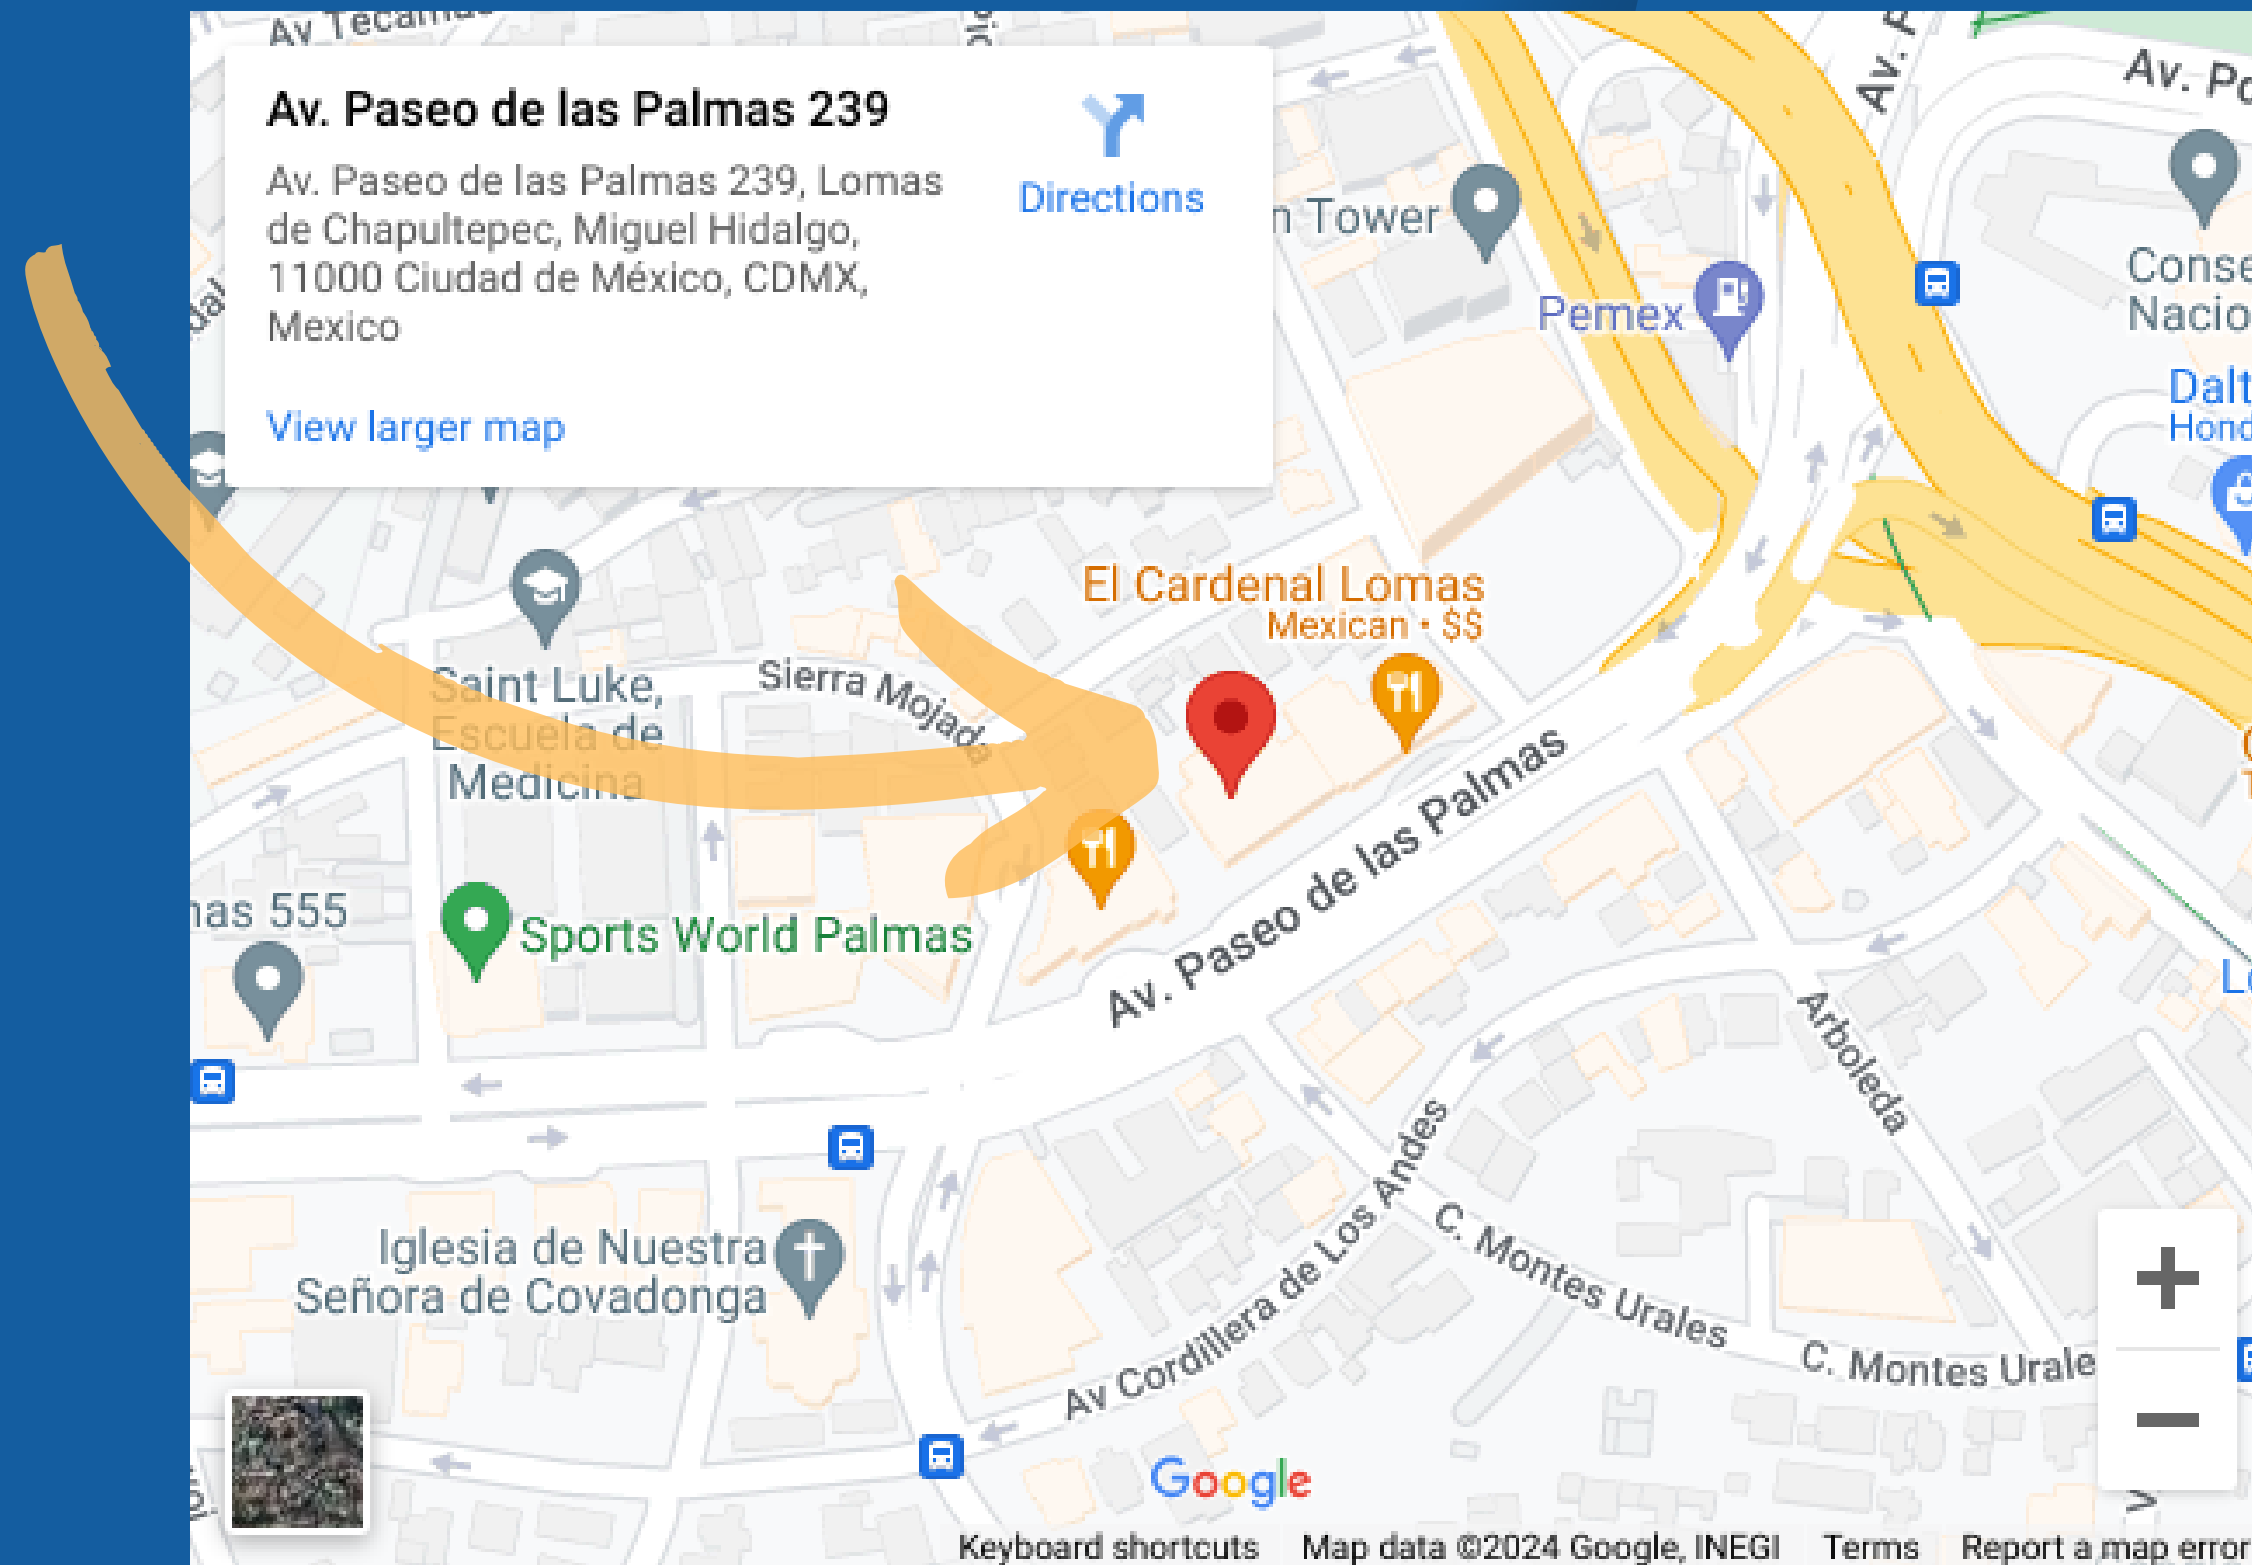 Av. Paseo de las Palmas 239
Av. Paseo de las Palmas 239, Lomas
de Chapultepec, Miguel Hidalgo,
11000 Ciudad de México, CDMX,
Mexico
View larger map
Directions
Tower
Pemex
El Cardenal Lomas
Mexican • $$
Saint Luke,
Escuela de
Medicina
Sierra Mojada
555
Sports World Palmas
Av. Paseo de las Palmas
Arboleda
Iglesia de Nuestra
Señora de Covadonga
Av Cordillera de Los Andes
C. Montes Urales
C. Montes Urale
Google
Keyboard shortcuts
Map data ©2024 Google, INEGI
Terms
Report a map error